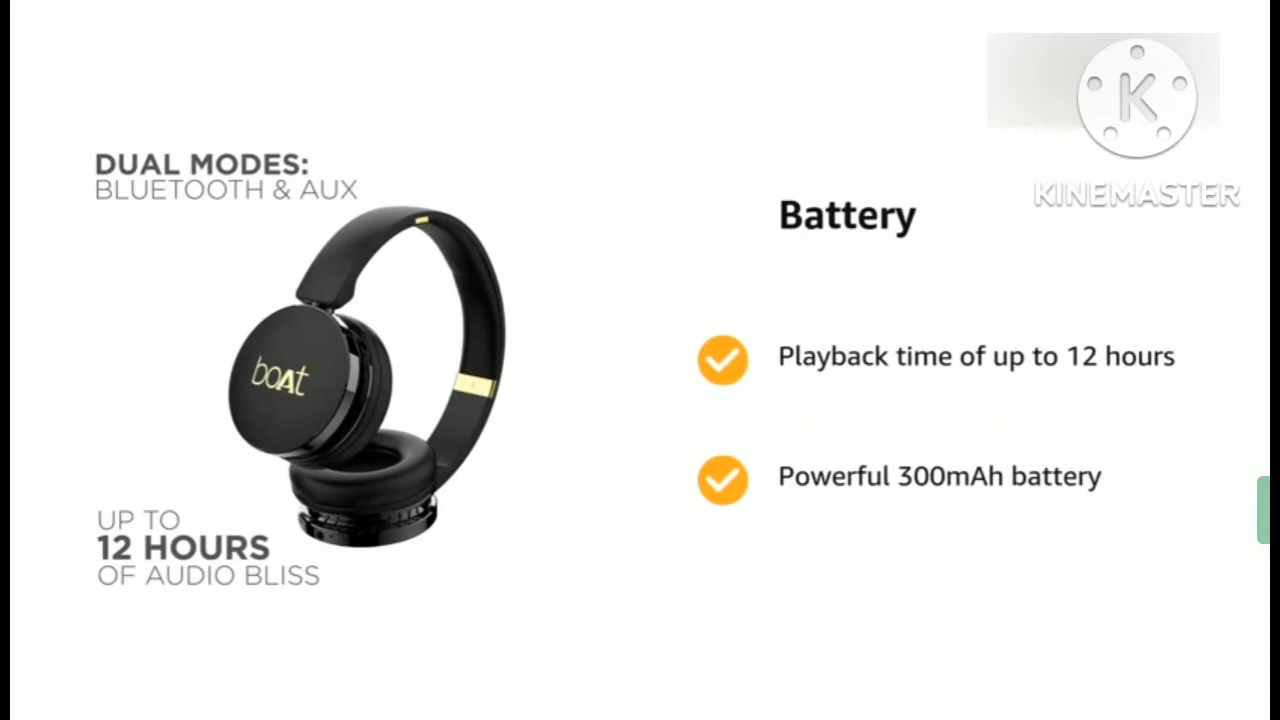 DUAL MODES:
BLUETOOTH & AUX
boAt
UP TO
12 HOURS
OF AUDIO BLISS
K
KINEMASTER
Battery
Playback time of up to 12 hours
Powerful 300mAh battery